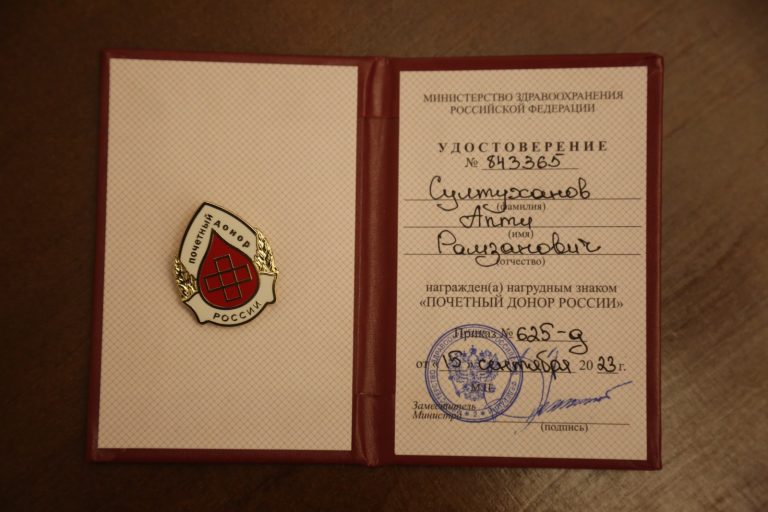 почетный
донор
РОССИИ
МИНИСТЕРСТВО ЗДРАВООХРАНЕНИЯ
РОССИЙСКОЙ ФЕДЕРАЦИИ
УДОСТОВЕРЕНИЕ
№ 843365
Султуханов
(фамилия)
Апти
(имя)
Рамзанович
(отчество)
награжден(а) нагрудным знаком
«ПОЧЕТНЫЙ ДОНОР РОССИИ»
Приказ № 625-д
от «15» сентября 2023 г.
М.П.
Заместитель
Министра
(подпись)